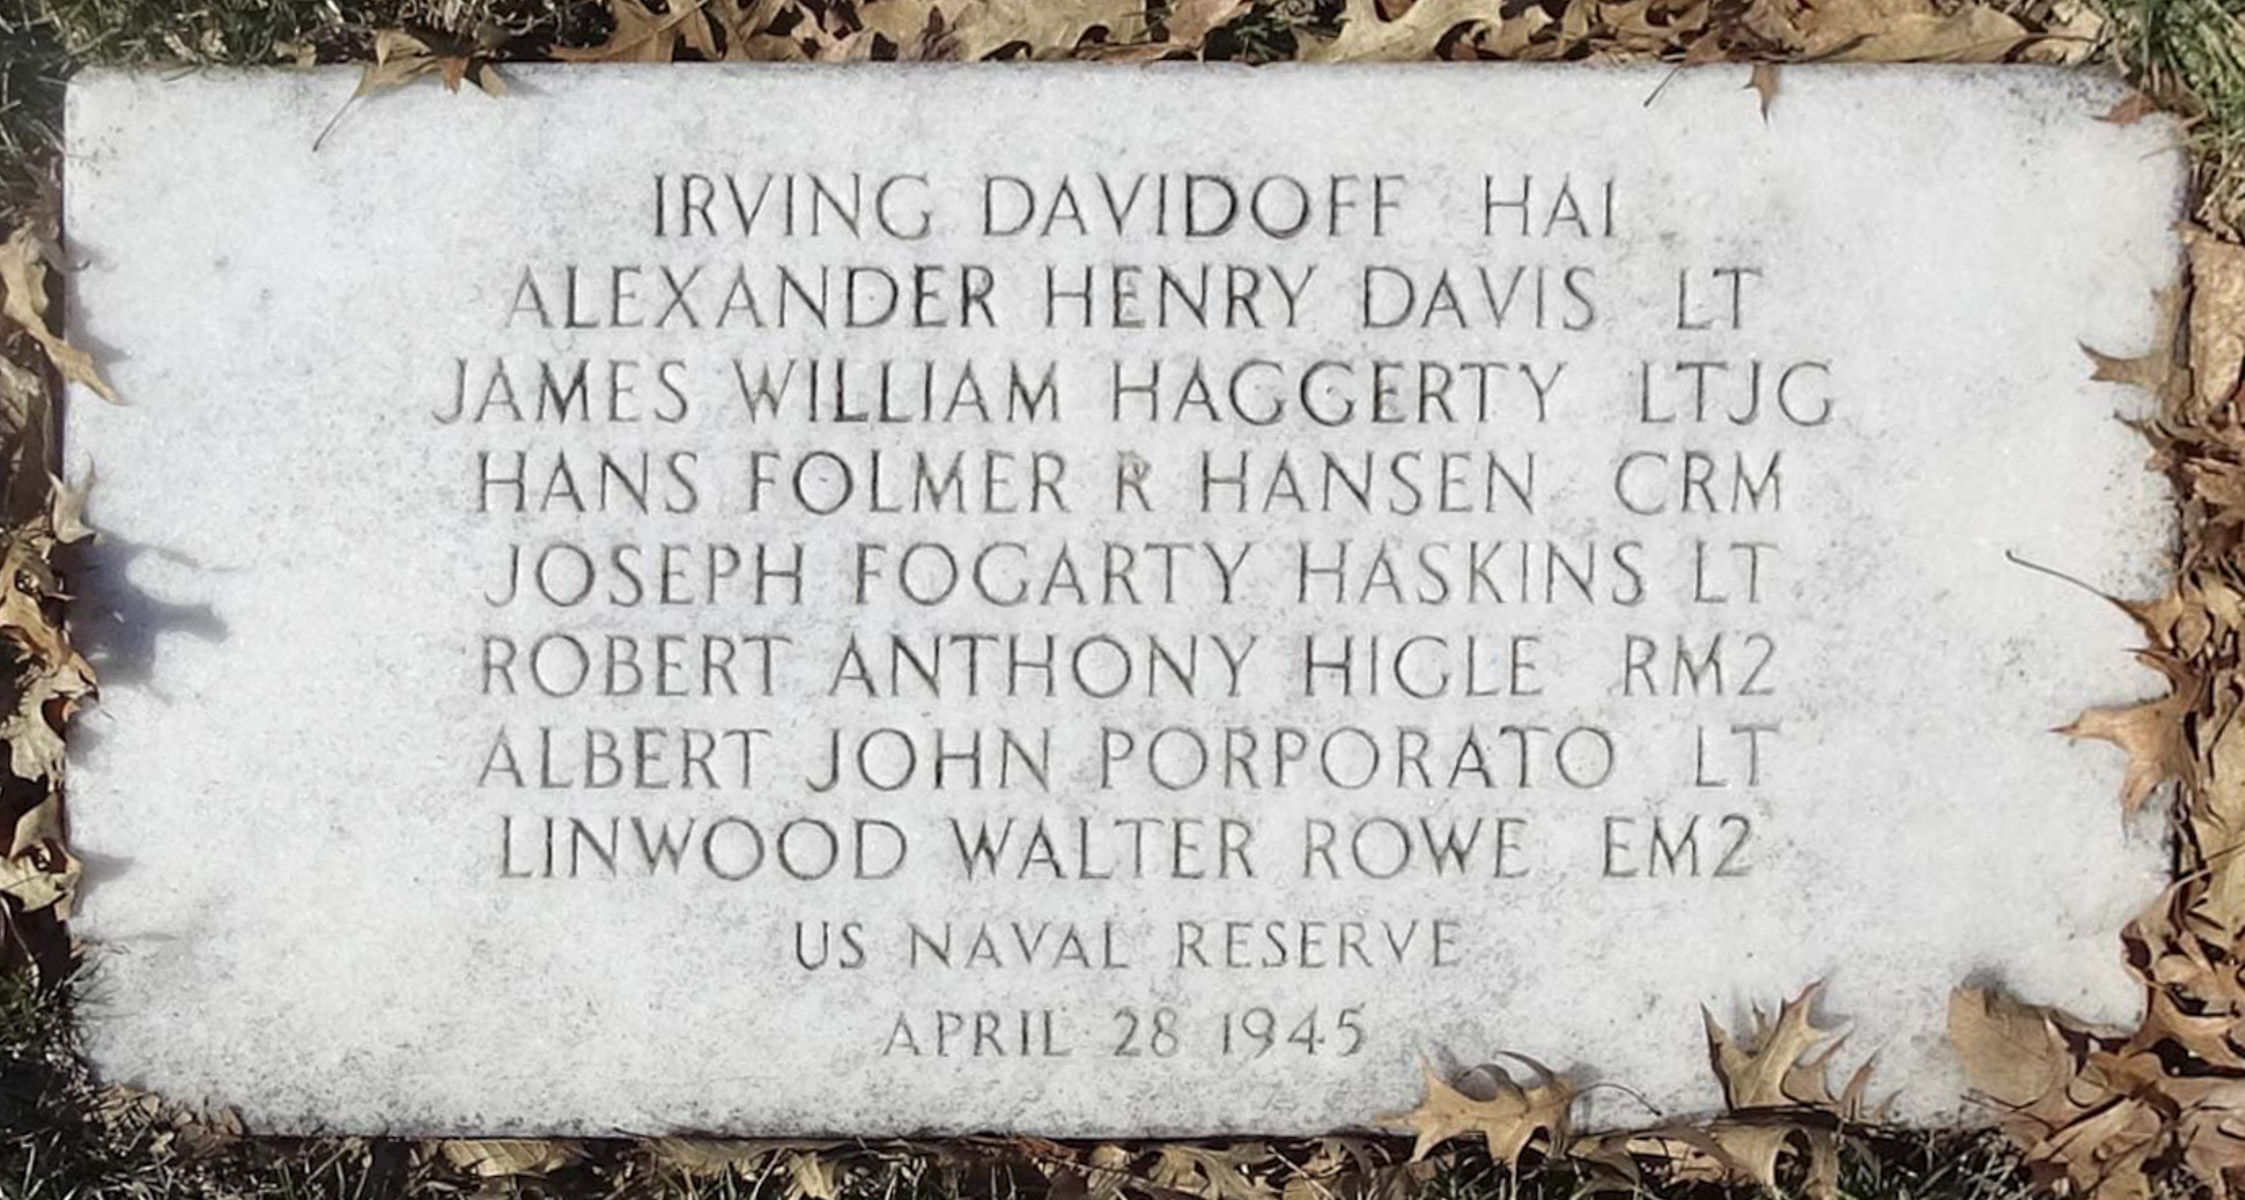 IRVING DAVIDOFF HA1
ALEXANDER HENRY DAVIS LT
JAMES WILLIAM HAGGERTY LTJG
HANS FOLMER R HANSEN CRM
JOSEPH FOGARTY HASKINS LT
ROBERT ANTHONY HIGLE RM2
ALBERT JOHN PORPORATO LT
LINWOOD WALTER ROWE EM2
US NAVAL RESERVE
APRIL 28 1945